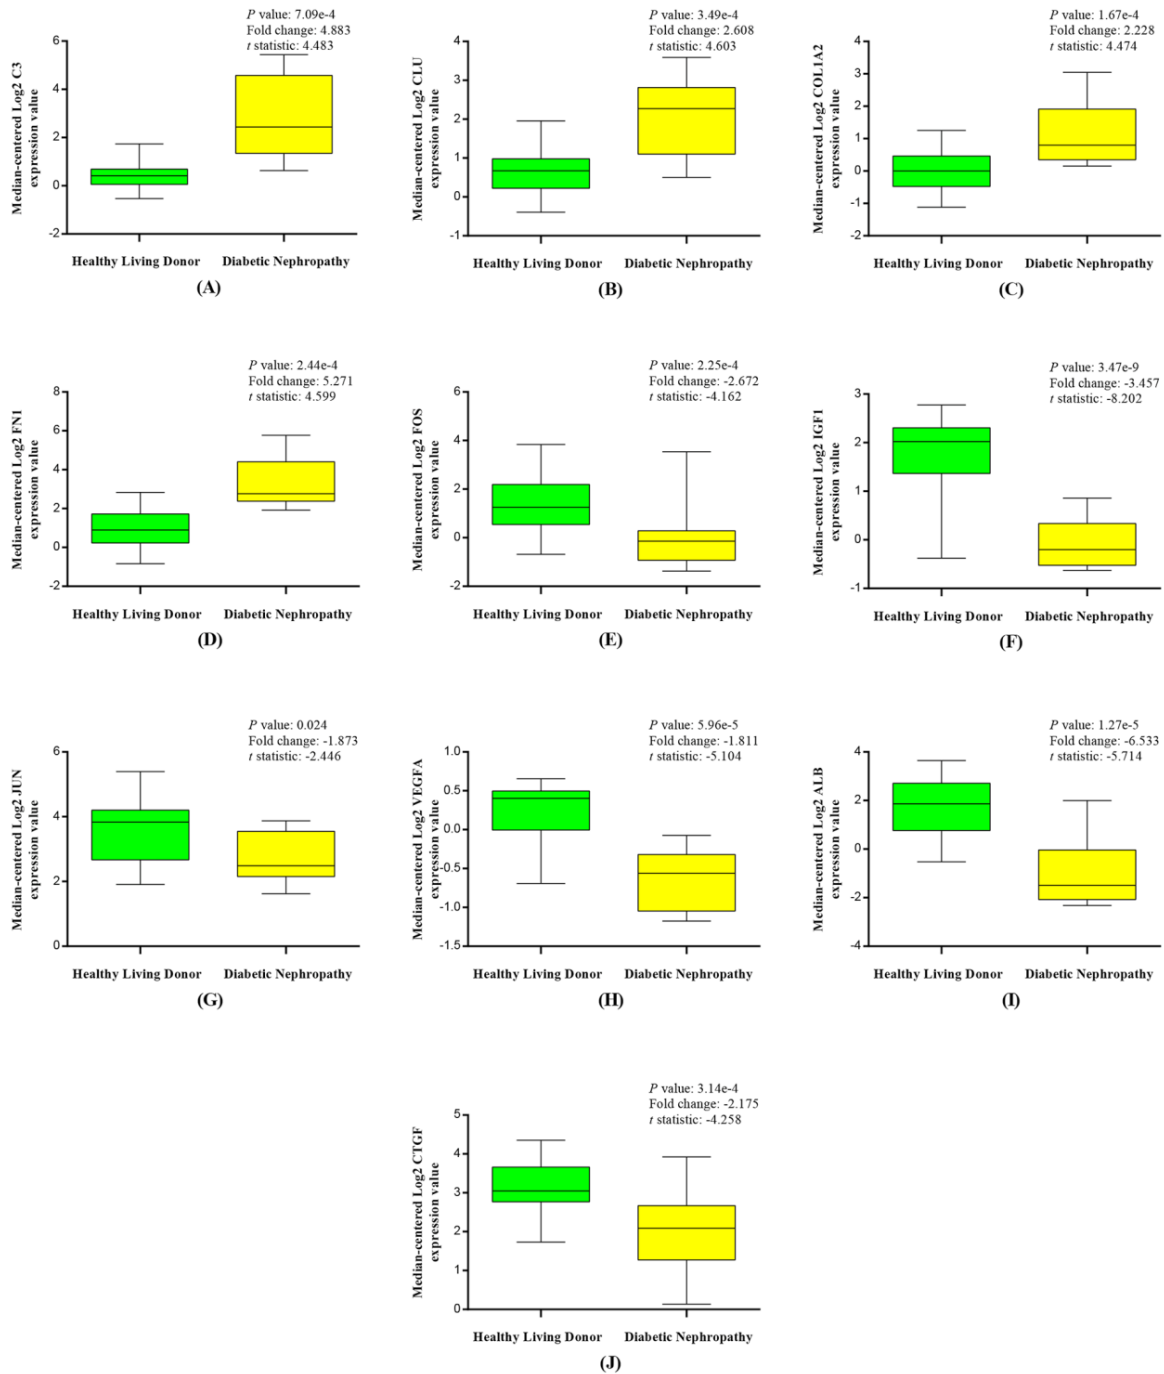 P value: 7.09e-4
Fold change: 4.883
t statistic: 4.483
Median-centered Log2 C3
expression value
6
4
2
0
-2
Healthy Living Donor
Diabetic Nephropathy
(A)
P value: 3.49e-4
Fold change: 2.608
t statistic: 4.603
Median-centered Log2 CLU
expression value
4
3
2
1
0
-1
Healthy Living Donor
Diabetic Nephropathy
(B)
P value: 1.67e-4
Fold change: 2.228
t statistic: 4.474
Median-centered Log2 COL1A2
expression value
4
3
2
1
0
-1
-2
Healthy Living Donor
Diabetic Nephropathy
(C)
P value: 2.44e-4
Fold change: 5.271
t statistic: 4.599
Median-centered Log2 FN1
expression value
8
6
4
2
0
-2
Healthy Living Donor
Diabetic Nephropathy
(D)
P value: 2.25e-4
Fold change: -2.672
t statistic: -4.162
Median-centered Log2 FOS
expression value
6
4
2
0
-2
Healthy Living Donor
Diabetic Nephropathy
(E)
P value: 3.47e-9
Fold change: -3.457
t statistic: -8.202
Median-centered Log2 IGF1
expression value
3
2
1
0
-1
Healthy Living Donor
Diabetic Nephropathy
(F)
P value: 0.024
Fold change: -1.873
t statistic: -2.446
Median-centered Log2 JUN
expression value
6
4
2
0
Healthy Living Donor
Diabetic Nephropathy
(G)
P value: 5.96e-5
Fold change: -1.811
t statistic: -5.104
Median-centered Log2 VEGFA
expression value
1.0
0.5
0.0
-0.5
-1.0
-1.5
Healthy Living Donor
Diabetic Nephropathy
(H)
P value: 1.27e-5
Fold change: -6.533
t statistic: -5.714
Median-centered Log2 ALB
expression value
4
2
0
-2
-4
Healthy Living Donor
Diabetic Nephropathy
(I)
P value: 3.14e-4
Fold change: -2.175
t statistic: -4.258
Median-centered Log2 CTGF
expression value
5
4
3
2
1
0
Healthy Living Donor
Diabetic Nephropathy
(J)